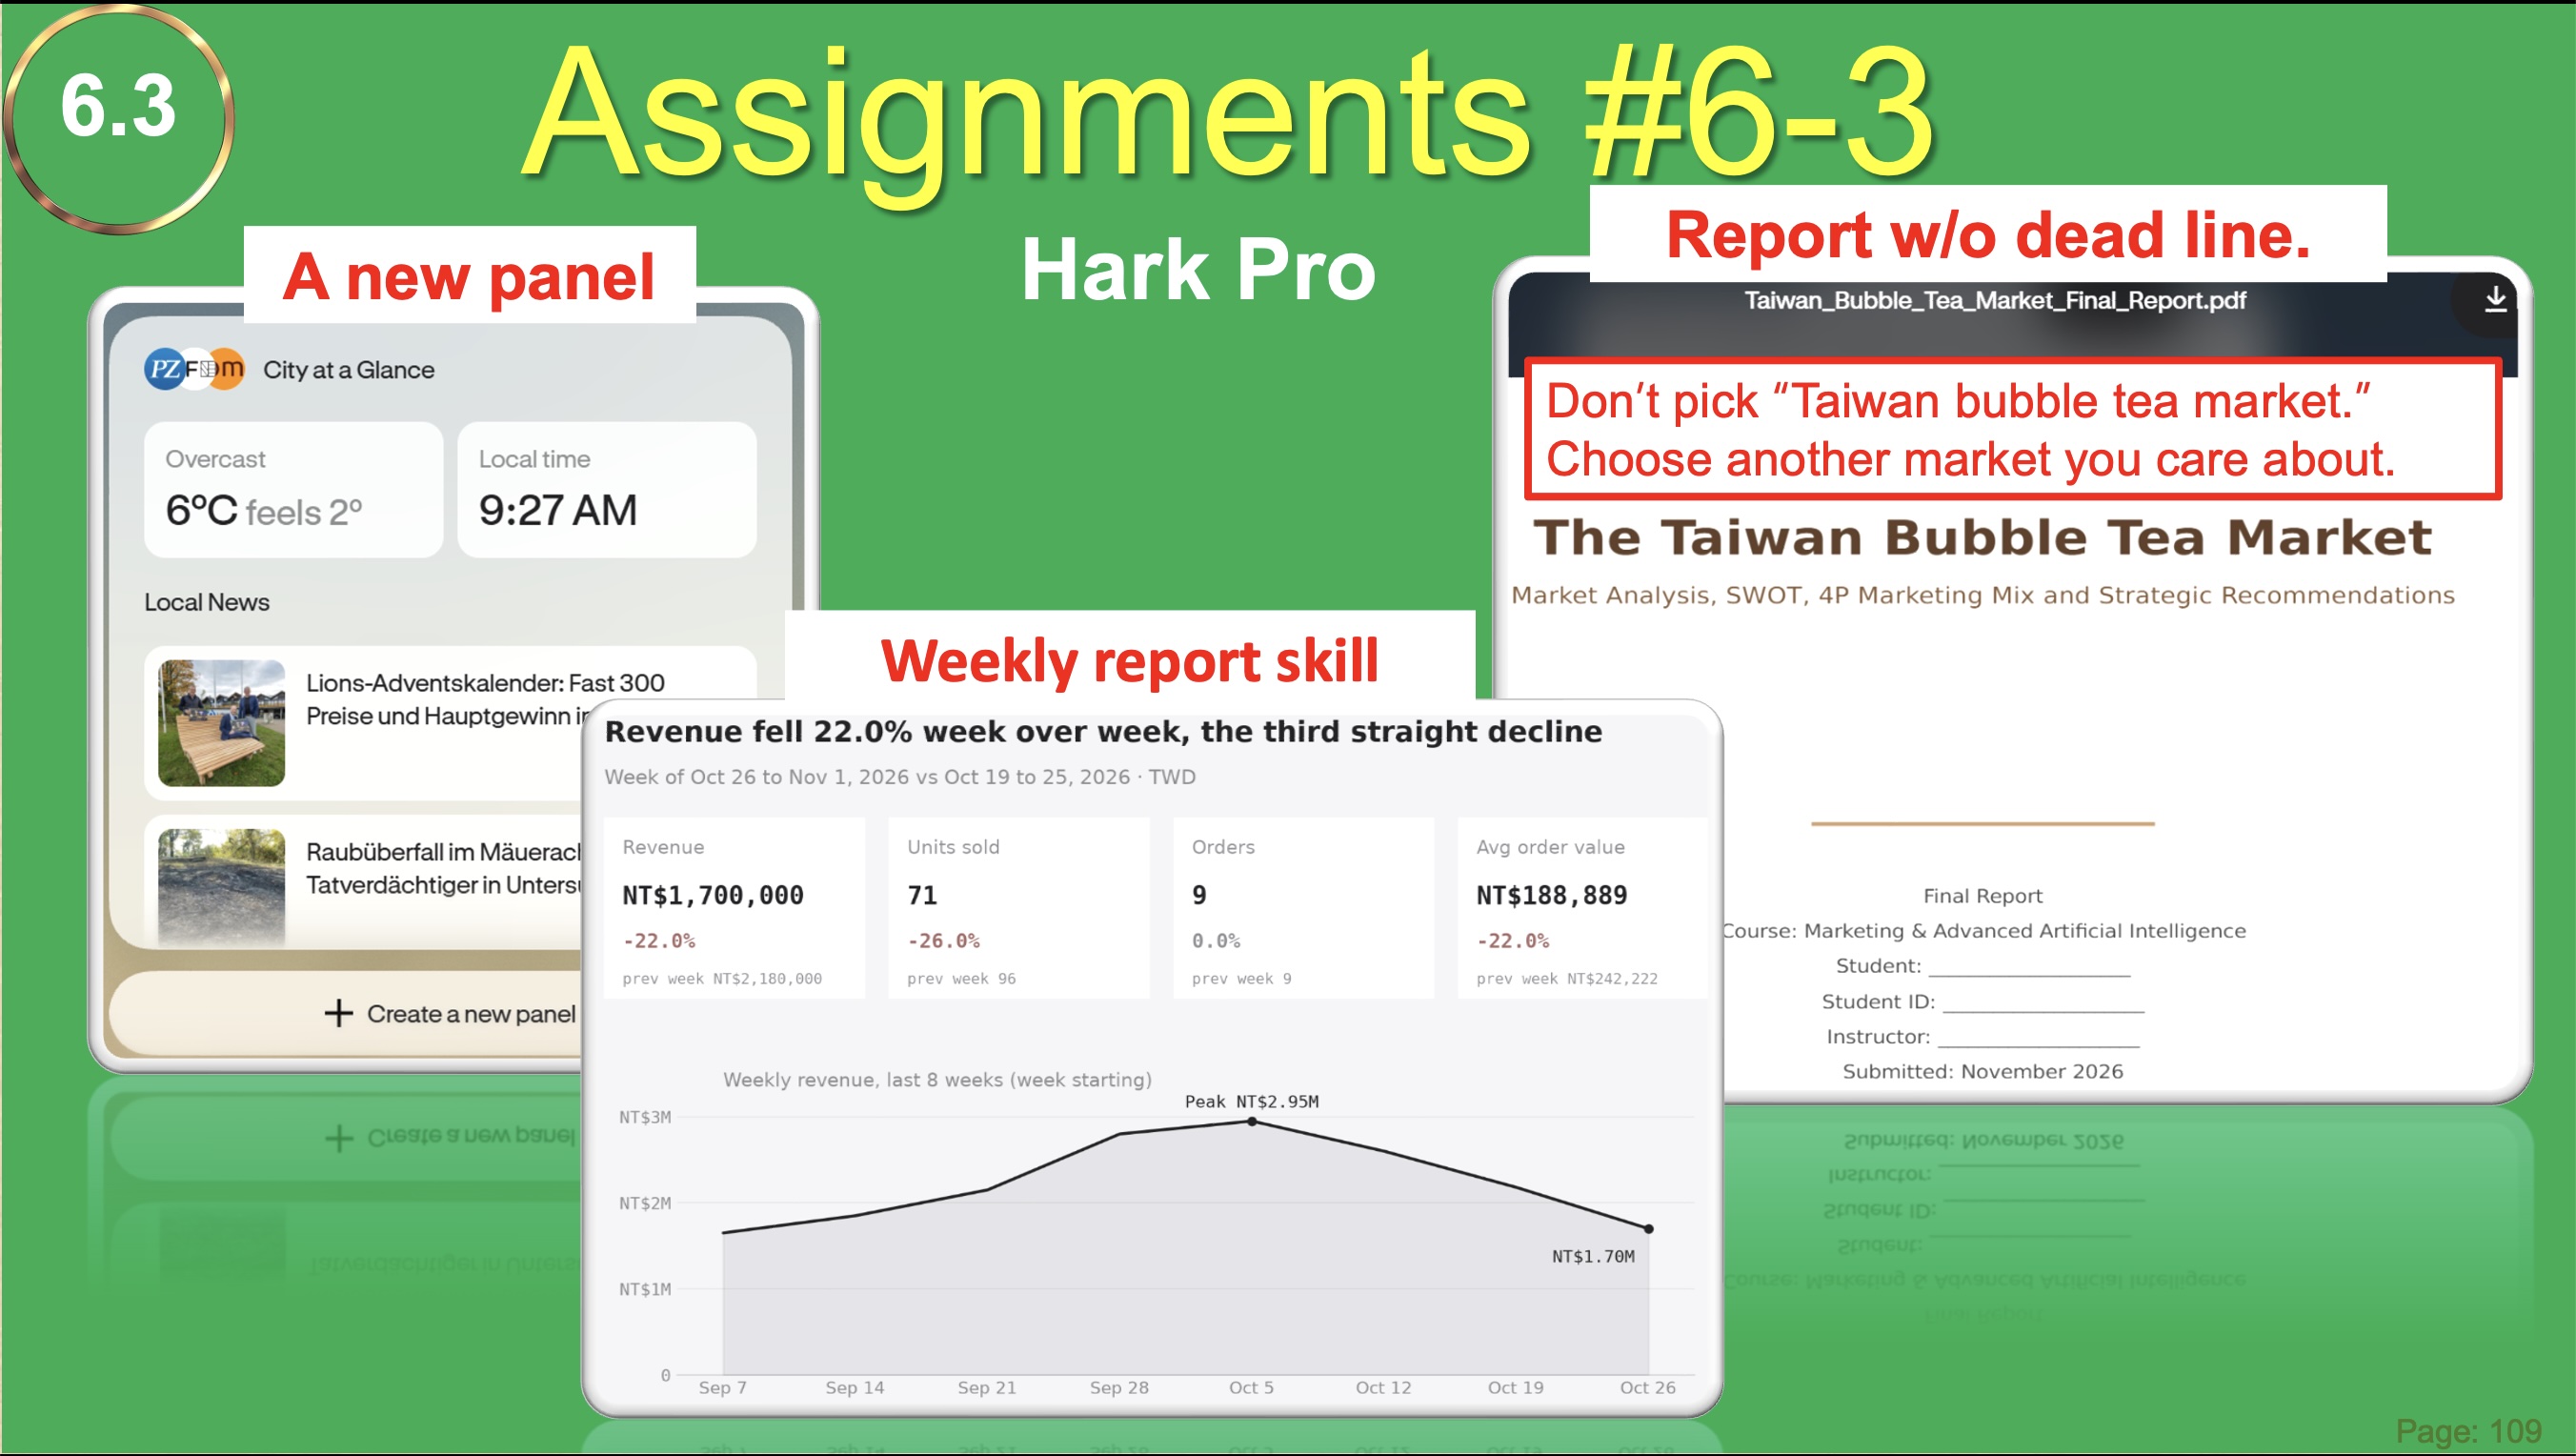 6.3
Assignments #6-3
Hark Pro
A new panel
PZ
m
City at a Glance
Overcast
6°C feels 2°
Local time
9:27 AM
Local News
Lions-Adventskalender: Fast 300
Preise und Hauptgewinn
Raubüberfall im
Tatverdächtiger in
Create a new panel
Report w/o dead line.
Taiwan_Bubble_Tea_Market_Final_Report.pdf
Don’t pick “Taiwan bubble tea market.”
Choose another market you care about.
The Taiwan Bubble Tea Market
Market Analysis, SWOT, 4P Marketing Mix and Strategic Recommendations
Final Report
Course: Marketing & Advanced Artificial Intelligence
Student:
Student ID:
Instructor:
Submitted: November 2026
Weekly report skill
Revenue fell 22.0% week over week, the third straight decline
Week of Oct 26 to Nov 1, 2026 vs Oct 19 to 25, 2026 · TWD
Revenue
NT$1,700,000
-22.0%
prev week NT$2,180,000
Units sold
71
-26.0%
prev week 96
Orders
9
0.0%
prev week 9
Avg order value
NT$188,889
-22.0%
prev week NT$242,222
Weekly revenue, last 8 weeks (week starting)
Peak NT$2.95M
NT$3M
NT$2M
NT$1M
0
NT$1.70M
Sep 7 Sep 14 Sep 21 Sep 28 Oct 5 Oct 12 Oct 19 Oct 26
Page: 109